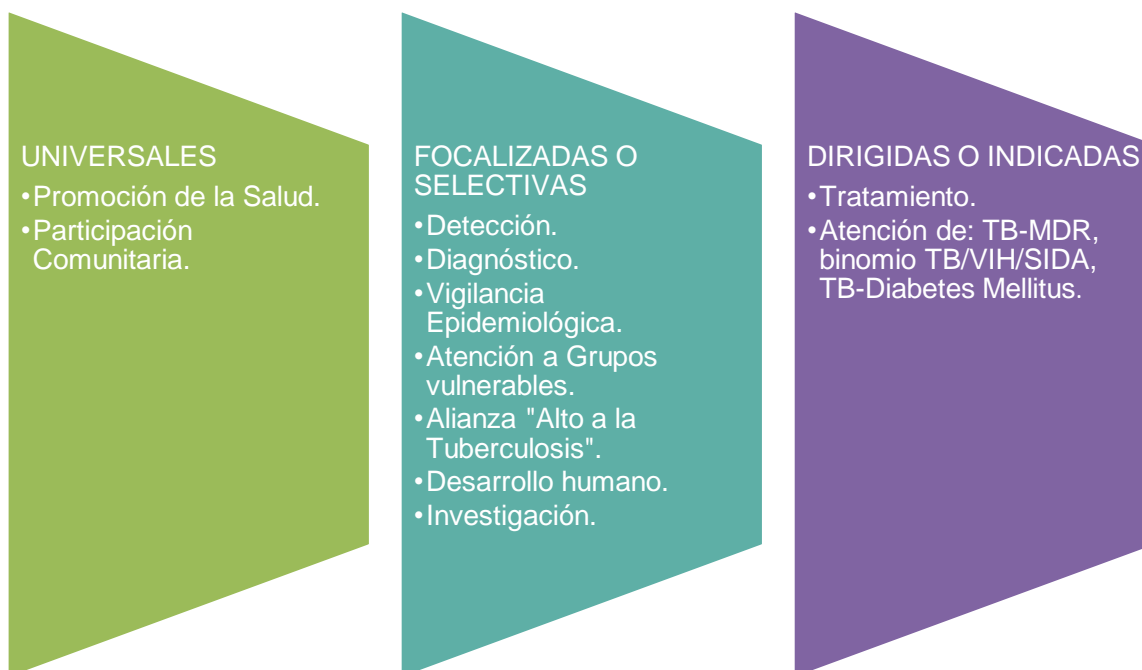 UNIVERSALES
•Promoción de la Salud.
•Participación
Comunitaria.
FOCALIZADAS O
SELECTIVAS
•Detección.
•Diagnóstico.
•Vigilancia
Epidemiológica.
•Atención a Grupos
vulnerables.
•Alianza "Alto a la
Tuberculosis".
•Desarrollo humano.
•Investigación.
DIRIGIDAS O INDICADAS
•Tratamiento.
•Atención de: TB-MDR,
binomio TB/VIH/SIDA,
TB-Diabetes Mellitus.